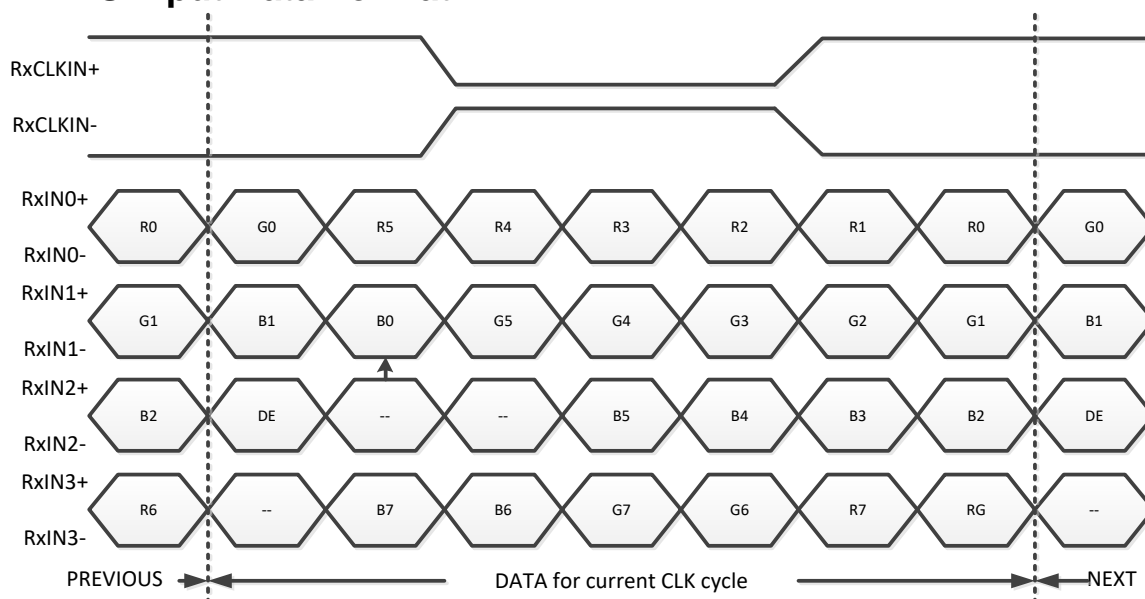 RxCLKIN+
RxCLKIN-
RxIN0+
R0 G0 R5 R4 R3 R2 R1 R0 G0
RxIN0-
RxIN1+
G1 B1 B0 G5 G4 G3 G2 G1 B1
RxIN1-
RxIN2+
B2 DE -- -- B5 B4 B3 B2 DE
RxIN2-
RxIN3+
R6 -- B7 B6 G7 G6 R7 RG --
RxIN3-
PREVIOUS DATA for current CLK cycle NEXT